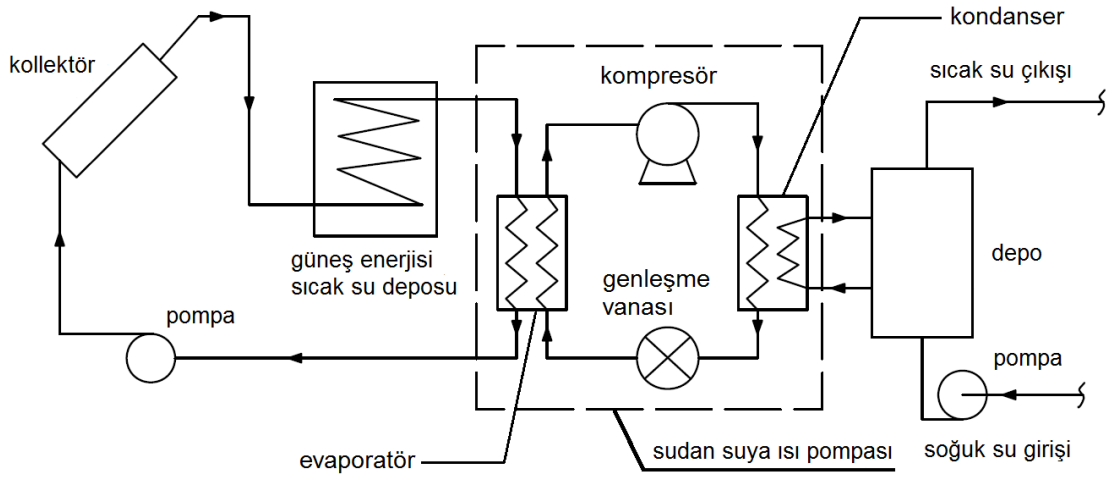 kollektör
kondanser
kompresör
sıcak su çıkışı
güneş enerjisi
sıcak su deposu
genleşme
vanası
depo
pompa
pompa
evaporatör
sudan suya ısı pompası
soğuk su girişi